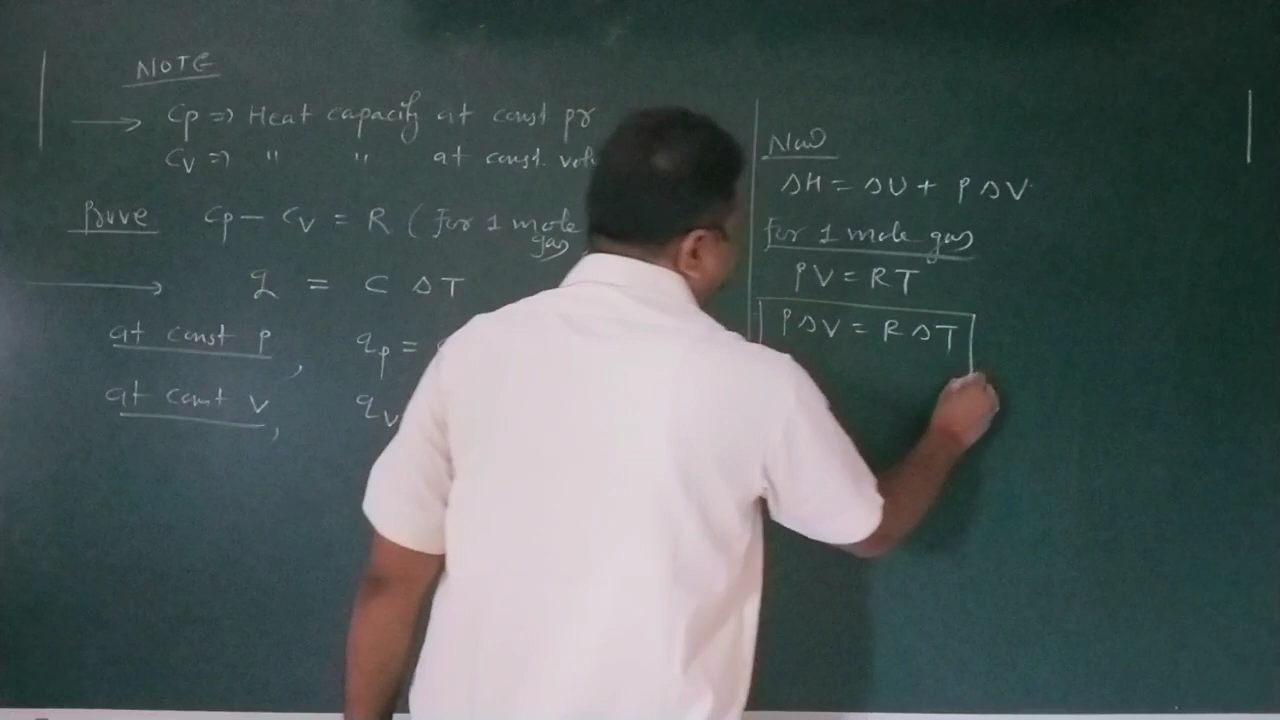 NOTE
Cp => Heat capacity at const pr
Cv => " " at const. volu
Prove Cp - Cv = R (for 1 mole
gas
q = C ΔT
at const P, qp =
at const V, qv
Now
ΔH = ΔU + PΔV
for 1 mole gas
PV = RT
PΔV = RΔT